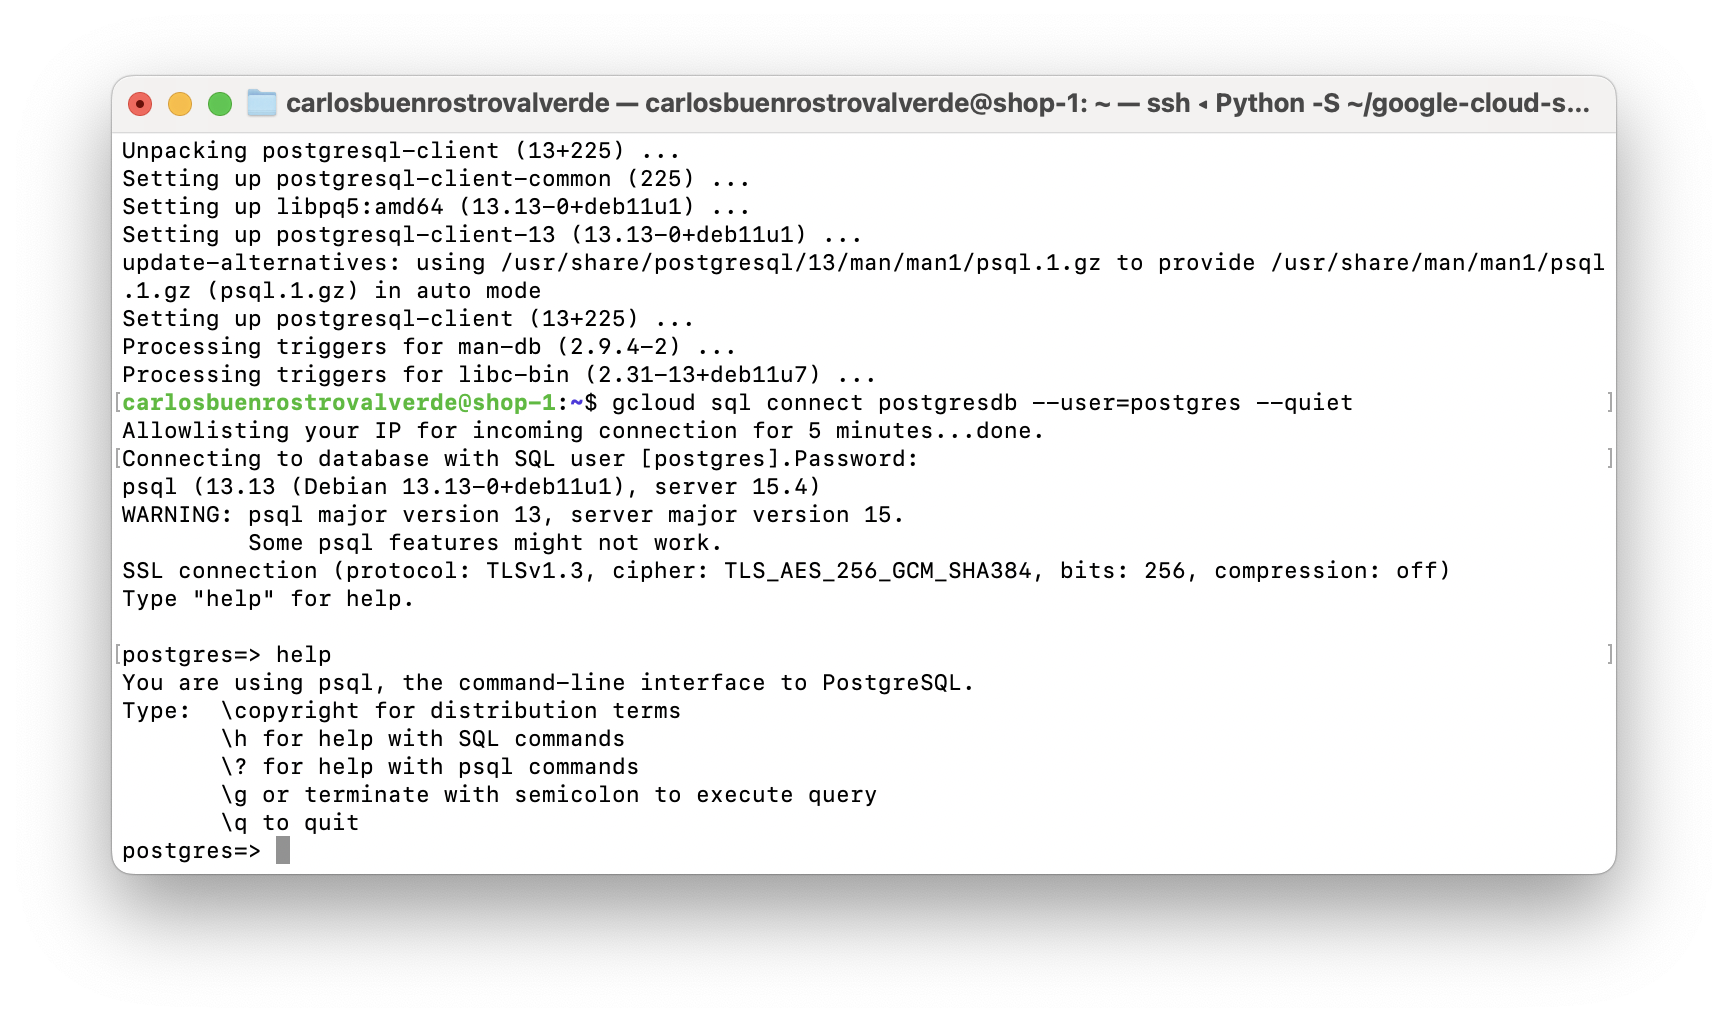 carlosbuenrostrovalverde — carlosbuenrostrovalverde@shop-1: ~ — ssh ◂ Python -S ~/google-cloud-s...
Unpacking postgresql-client (13+225) ...
Setting up postgresql-client-common (225) ...
Setting up libpq5:amd64 (13.13-0+deb11u1) ...
Setting up postgresql-client-13 (13.13-0+deb11u1) ...
update-alternatives: using /usr/share/postgresql/13/man/man1/psql.1.gz to provide /usr/share/man/man1/psql
.1.gz (psql.1.gz) in auto mode
Setting up postgresql-client (13+225) ...
Processing triggers for man-db (2.9.4-2) ...
Processing triggers for libc-bin (2.31-13+deb11u7) ...
[carlosbuenrostrovalverde@shop-1:~$ gcloud sql connect postgresdb --user=postgres --quiet ]
Allowlisting your IP for incoming connection for 5 minutes...done.
[Connecting to database with SQL user [postgres].Password: ]
psql (13.13 (Debian 13.13-0+deb11u1), server 15.4)
WARNING: psql major version 13, server major version 15.
Some psql features might not work.
SSL connection (protocol: TLSv1.3, cipher: TLS_AES_256_GCM_SHA384, bits: 256, compression: off)
Type "help" for help.
[postgres=> help ]
You are using psql, the command-line interface to PostgreSQL.
Type:  \copyright for distribution terms
\h for help with SQL commands
\? for help with psql commands
\g or terminate with semicolon to execute query
\q to quit
postgres=>